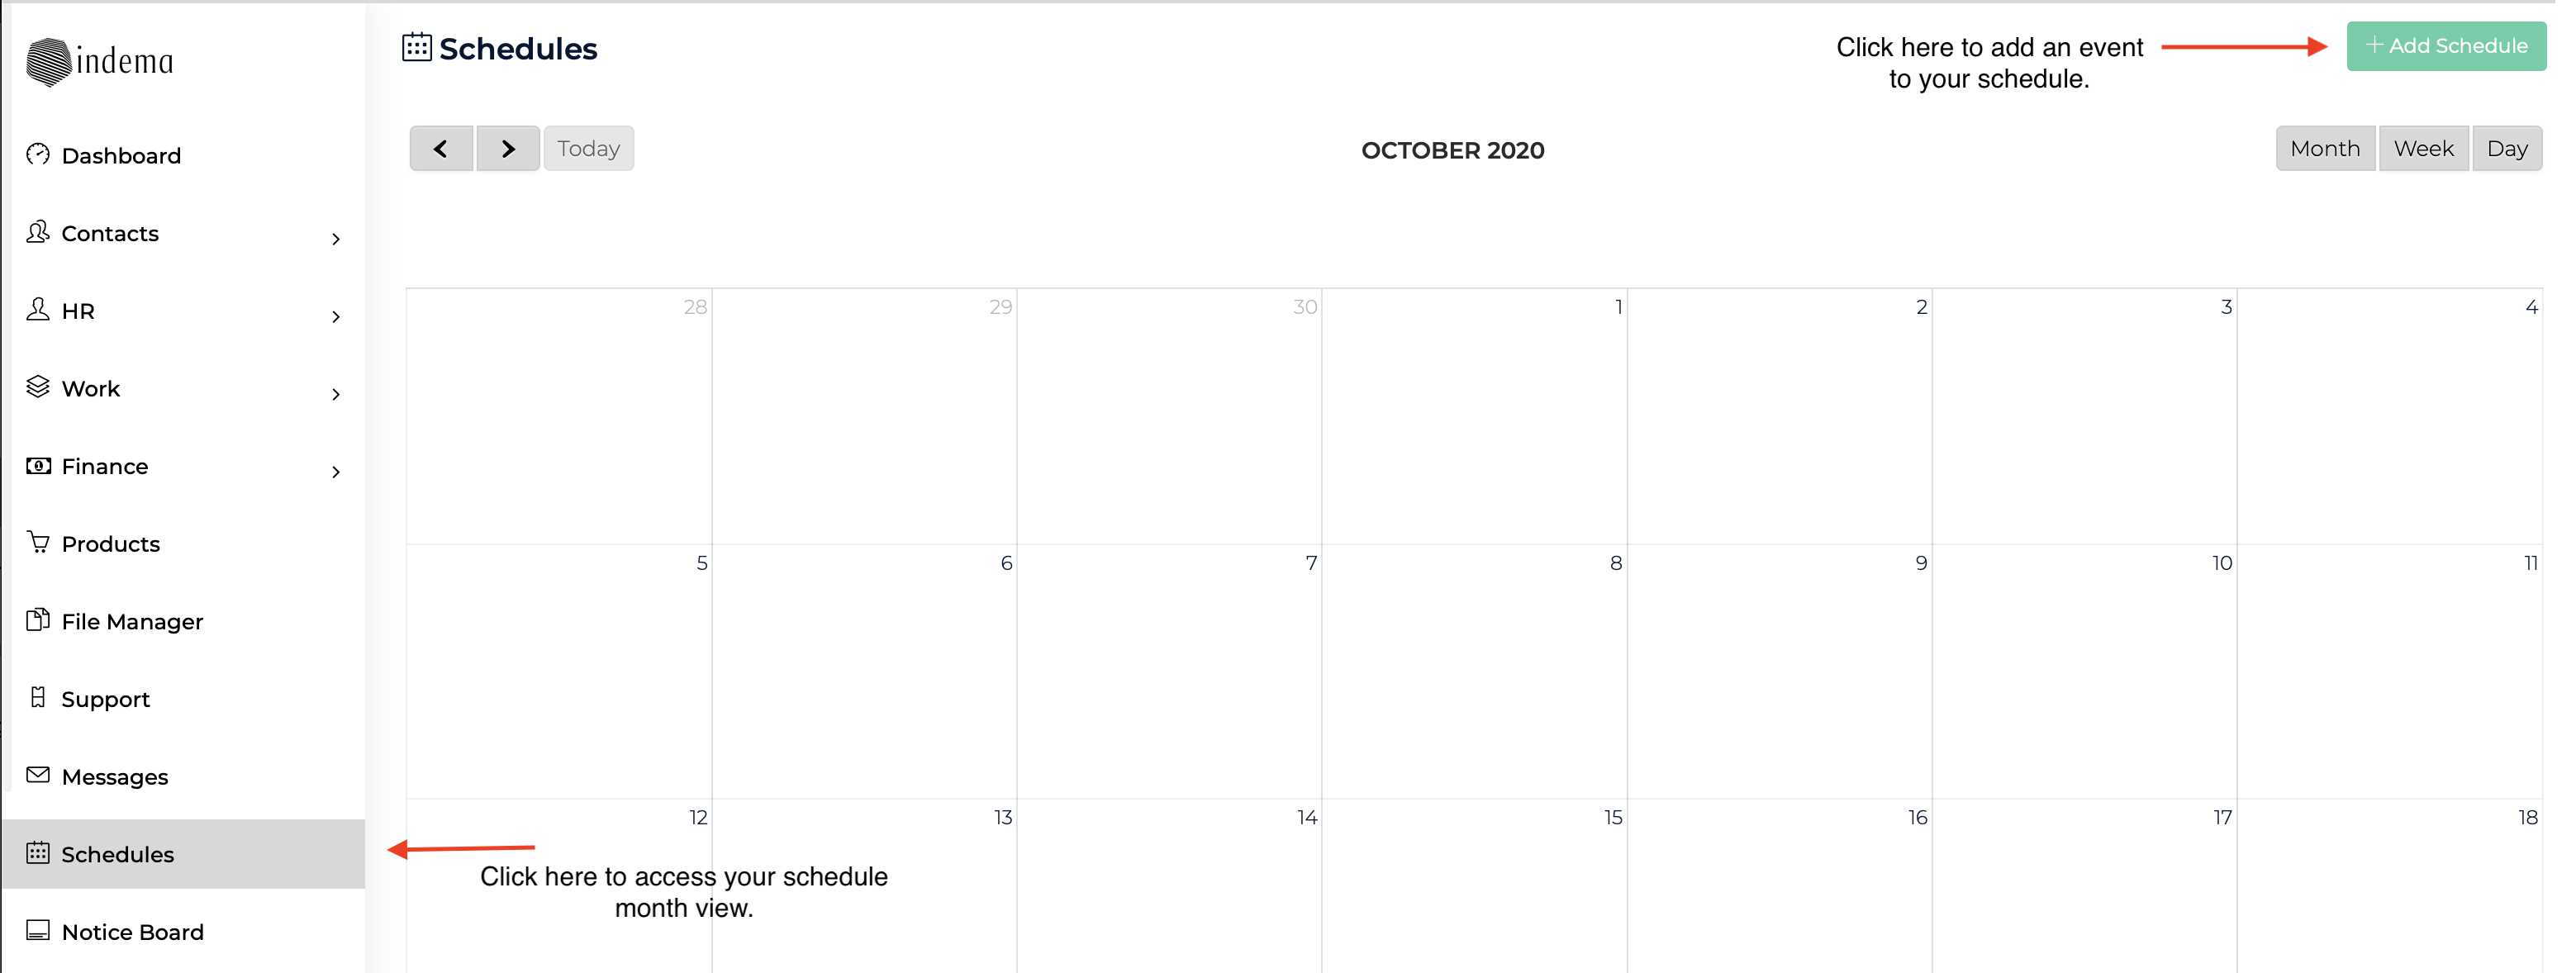 indema
Dashboard
Contacts
HR
Work
Finance
Products
File Manager
Support
Messages
Schedules
Notice Board
Schedules
Click here to add an event
to your schedule.
+ Add Schedule
Today
OCTOBER 2020
Month Week Day
28 29 30 1 2 3 4
5 6 7 8 9 10 11
12 13 14 15 16 17 18
Click here to access your schedule
month view.